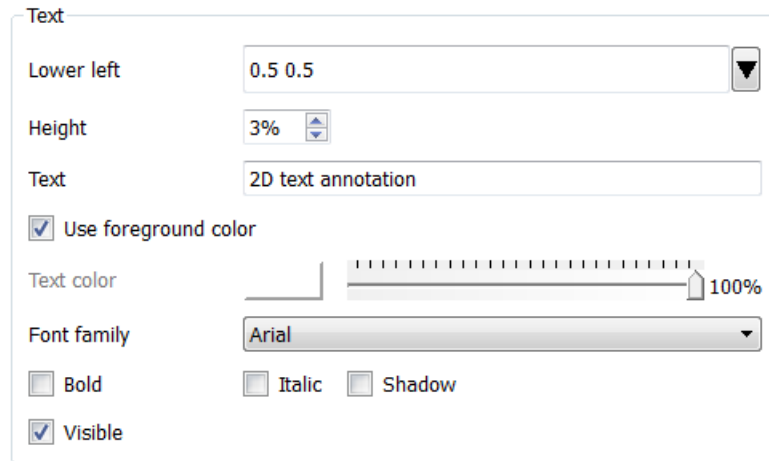 Text
Lower left 0.5 0.5
Height 3%
Text 2D text annotation
Use foreground color
Text color 100%
Font family Arial
Bold Italic Shadow
Visible